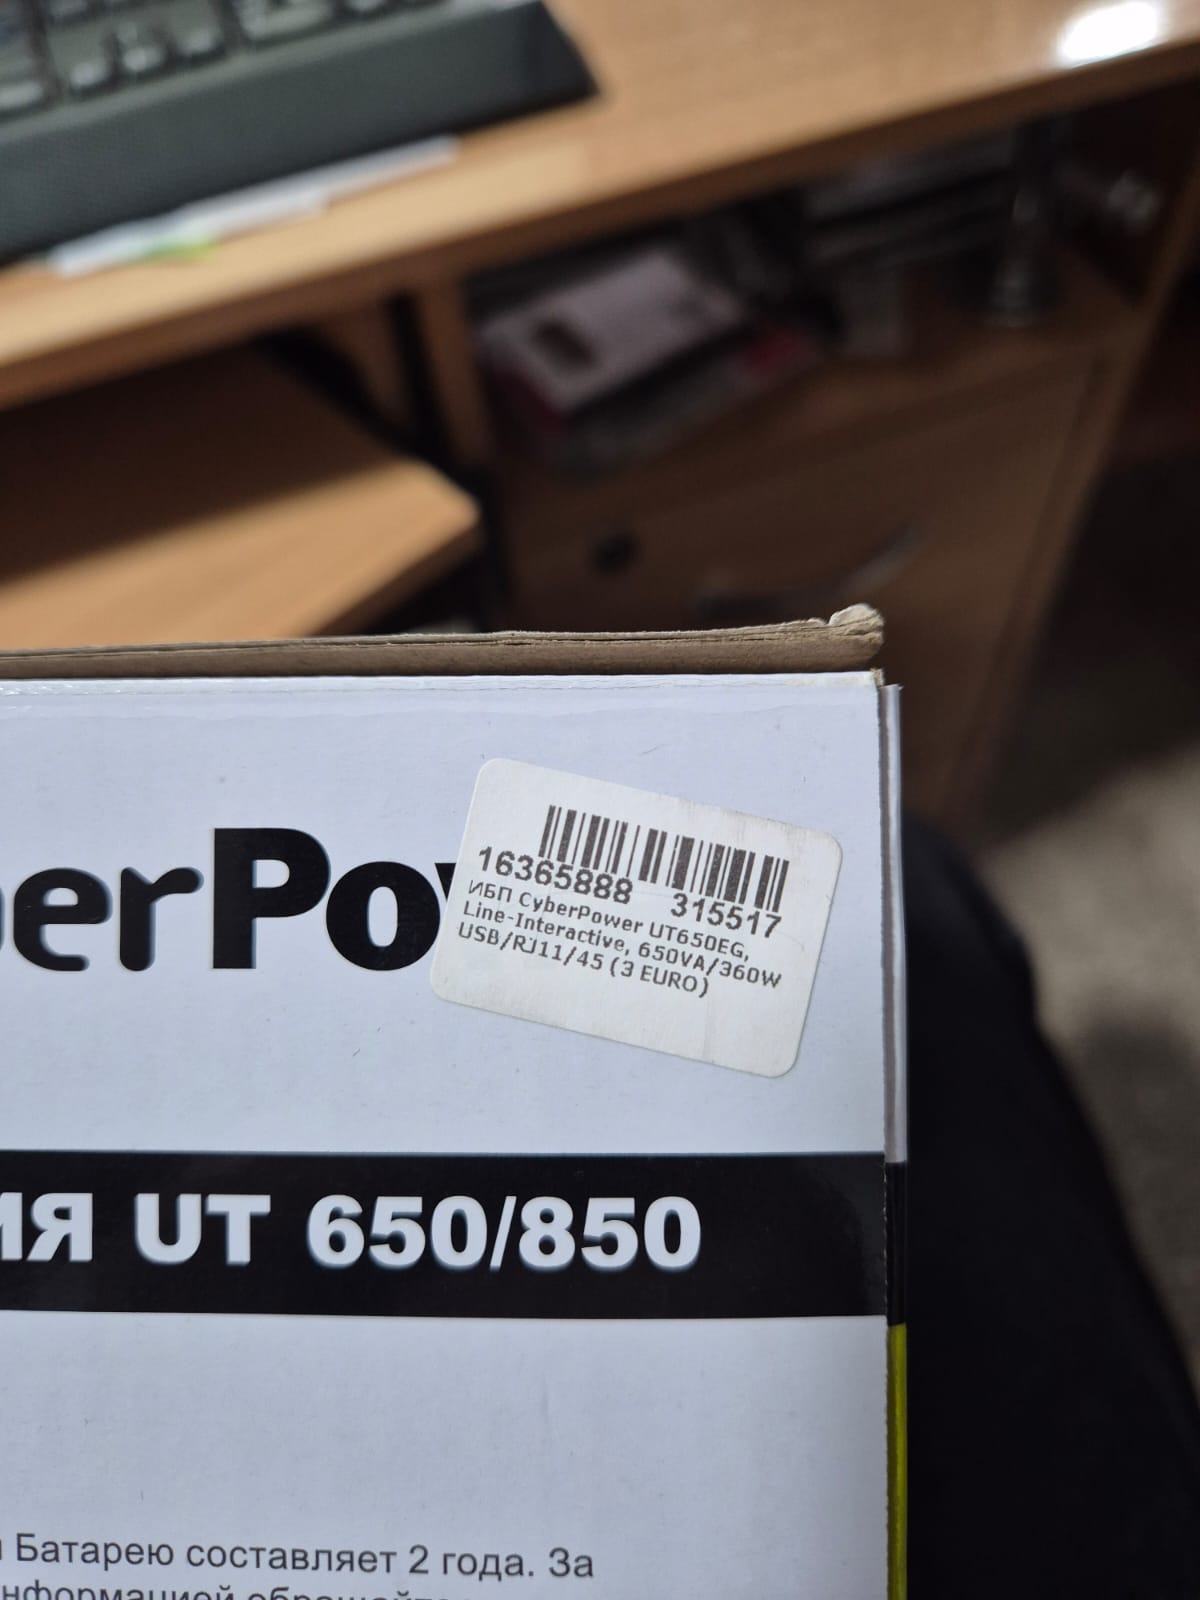 erPo
16365888 315517
ИБП CyberPower UT650EG,
Line-Interactive, 650VA/360W
USB/RJ11/45 (3 EURO)
ИЯ UT 650/850
Батарею составляет 2 года. За